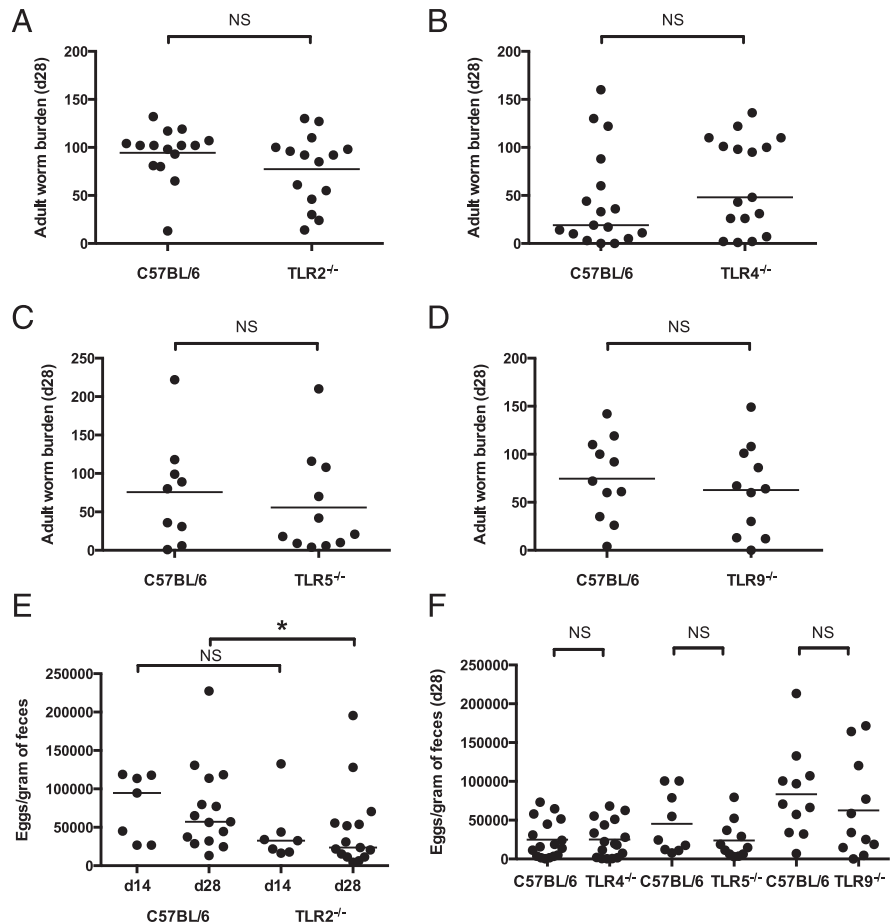 A
NS
Adult worm burden (d28)
200
150
100
50
0
C57BL/6 TLR2-/-
B
NS
Adult worm burden (d28)
200
150
100
50
0
C57BL/6 TLR4-/-
C
NS
Adult worm burden (d28)
250
200
150
100
50
0
C57BL/6 TLR5-/-
D
NS
Adult worm burden (d28)
200
150
100
50
0
C57BL/6 TLR9-/-
E
*
NS
Eggs/gram of feces
250000
200000
150000
100000
50000
0
d14 d28 d14 d28
C57BL/6 TLR2-/-
F
NS NS NS
Eggs/gram of feces (d28)
250000
200000
150000
100000
50000
0
C57BL/6 TLR4-/- C57BL/6 TLR5-/- C57BL/6 TLR9-/-